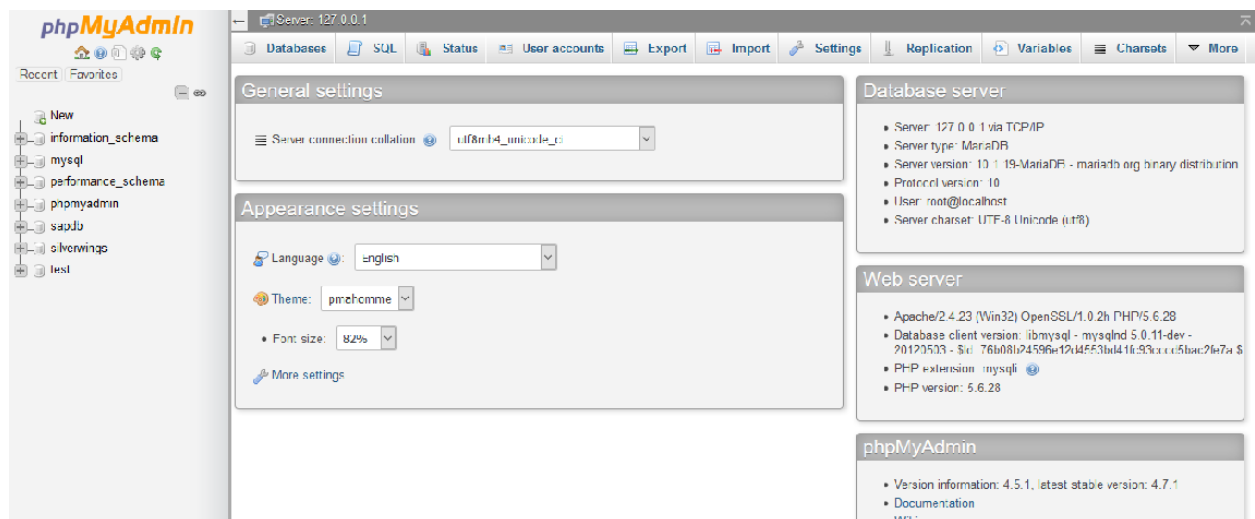 phpMyAdmin
Recent Favorites
New
information_schema
mysql
performance_schema
phpmyadmin
sapdb
silverwings
test
Server: 127.0.0.1
Databases SQL Status User accounts Export Import Settings Replication Variables Charsets More
General settings
Server connection collation
utf8mb4_unicode_ci
Appearance settings
Language : English
Theme: pmahomme
Font size: 82%
More settings
Database server
Server: 127.0.0.1 via TCP/IP
Server type: MariaDB
Server version: 10.1.19-MariaDB - mariadb.org binary distribution
Protocol version: 10
User: root@localhost
Server charset: UTF-8 Unicode (utf8)
Web server
Apache/2.4.23 (Win32) OpenSSL/1.0.2h PHP/5.6.28
Database client version: libmysql - mysqlnd 5.0.11-dev -
20120503 - $Id:
PHP extension: mysqli
PHP version: 5.6.28
phpMyAdmin
Version information: 4.5.1, latest stable version: 4.7.1
Documentation